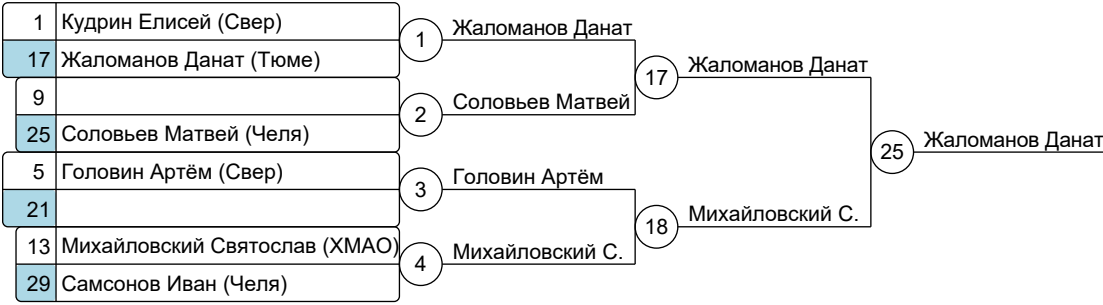 1 Кудрин Елисей (Свер)
17 Жаломанов Данат (Тюме)
9
25 Соловьев Матвей (Челя)
5 Головин Артём (Свер)
21
13 Михайловский Святослав (ХМАО)
29 Самсонов Иван (Челя)
1
Жаломанов Данат
2
Соловьев Матвей
3
Головин Артём
4
Михайловский С.
17
Жаломанов Данат
18
Михайловский С.
25
Жаломанов Данат